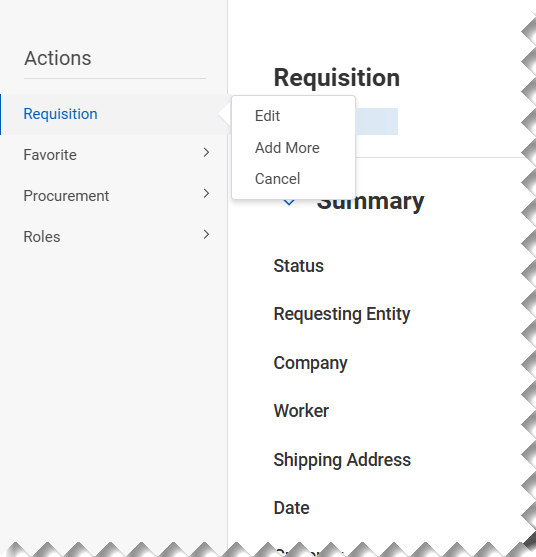 Actions
Requisition
Favorite
Procurement
Roles
Edit
Add More
Cancel
Requisition
Summary
Status
Requesting Entity
Company
Worker
Shipping Address
Date